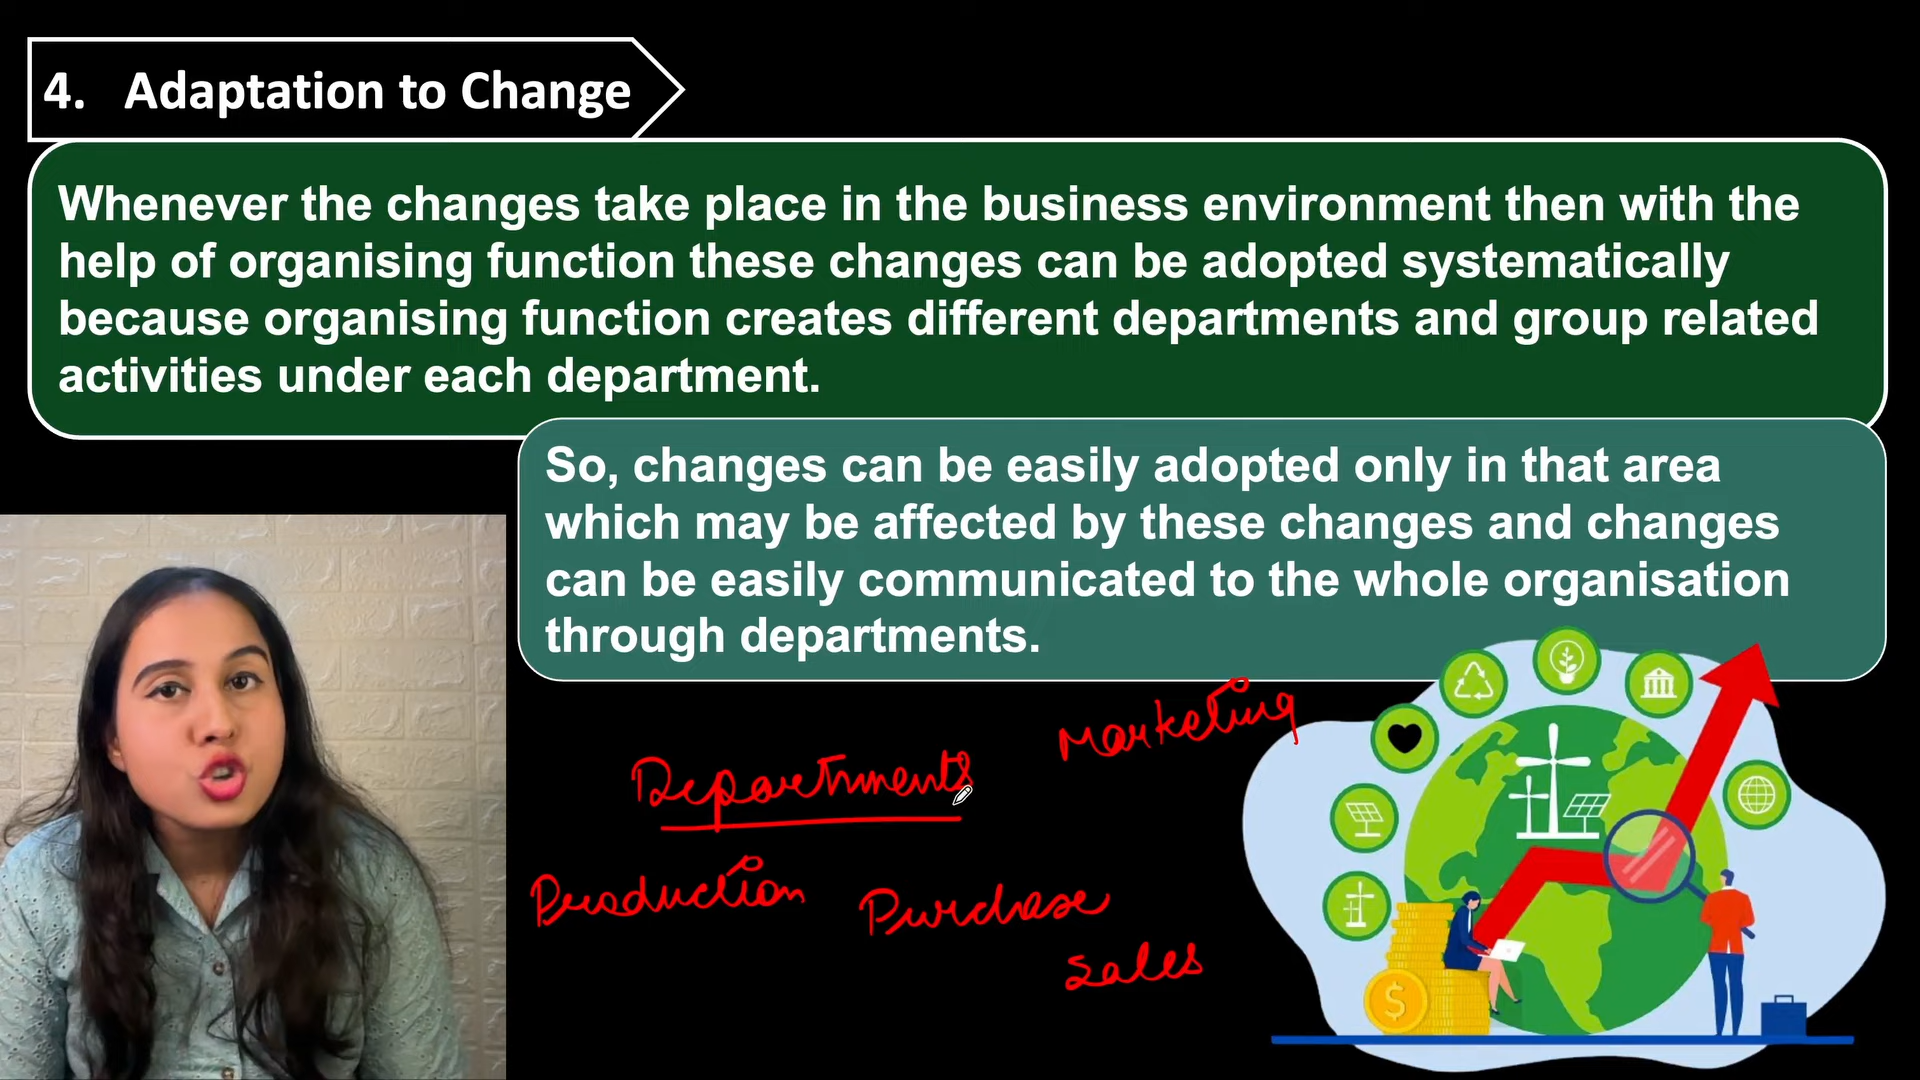 4. Adaptation to Change
Whenever the changes take place in the business environment then with the
help of organising function these changes can be adopted systematically
because organising function creates different departments and group related
activities under each department.
So, changes can be easily adopted only in that area
which may be affected by these changes and changes
can be easily communicated to the whole organisation
through departments.
Marketing
Departments
Production
Purchase
Sales
$